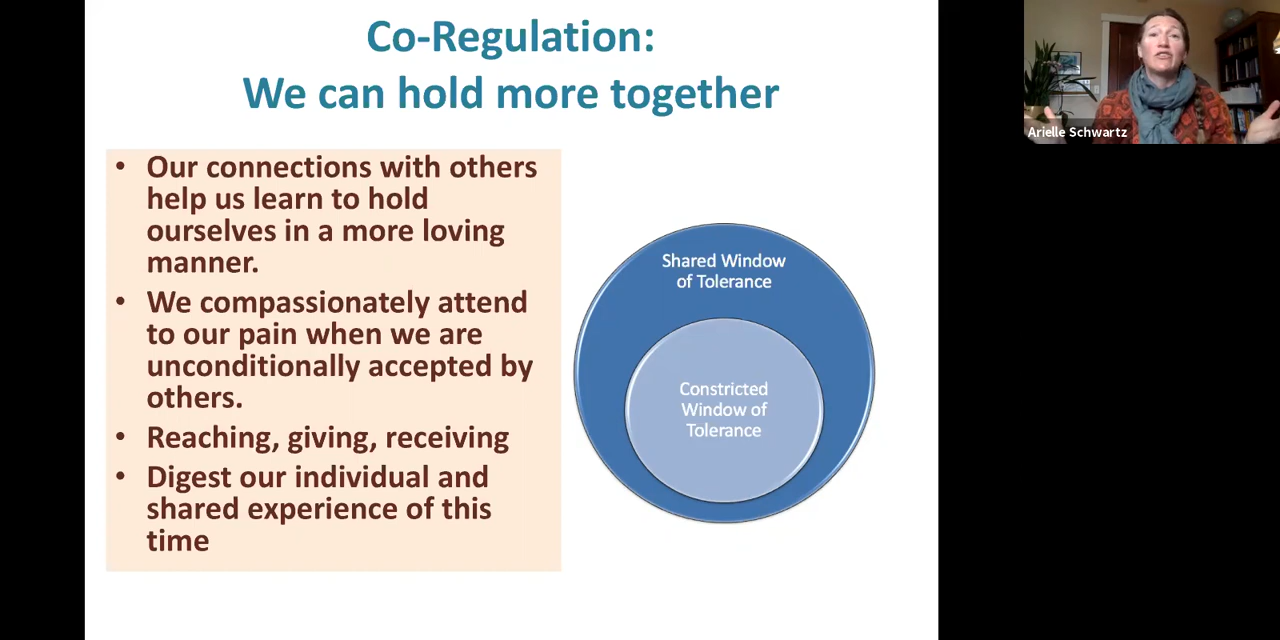 Co-Regulation:
We can hold more together
• Our connections with others
help us learn to hold
ourselves in a more loving
manner.
• We compassionately attend
to our pain when we are
unconditionally accepted by
others.
• Reaching, giving, receiving
• Digest our individual and
shared experience of this
time
Shared Window
of Tolerance
Constricted
Window of
Tolerance
Arielle Schwartz